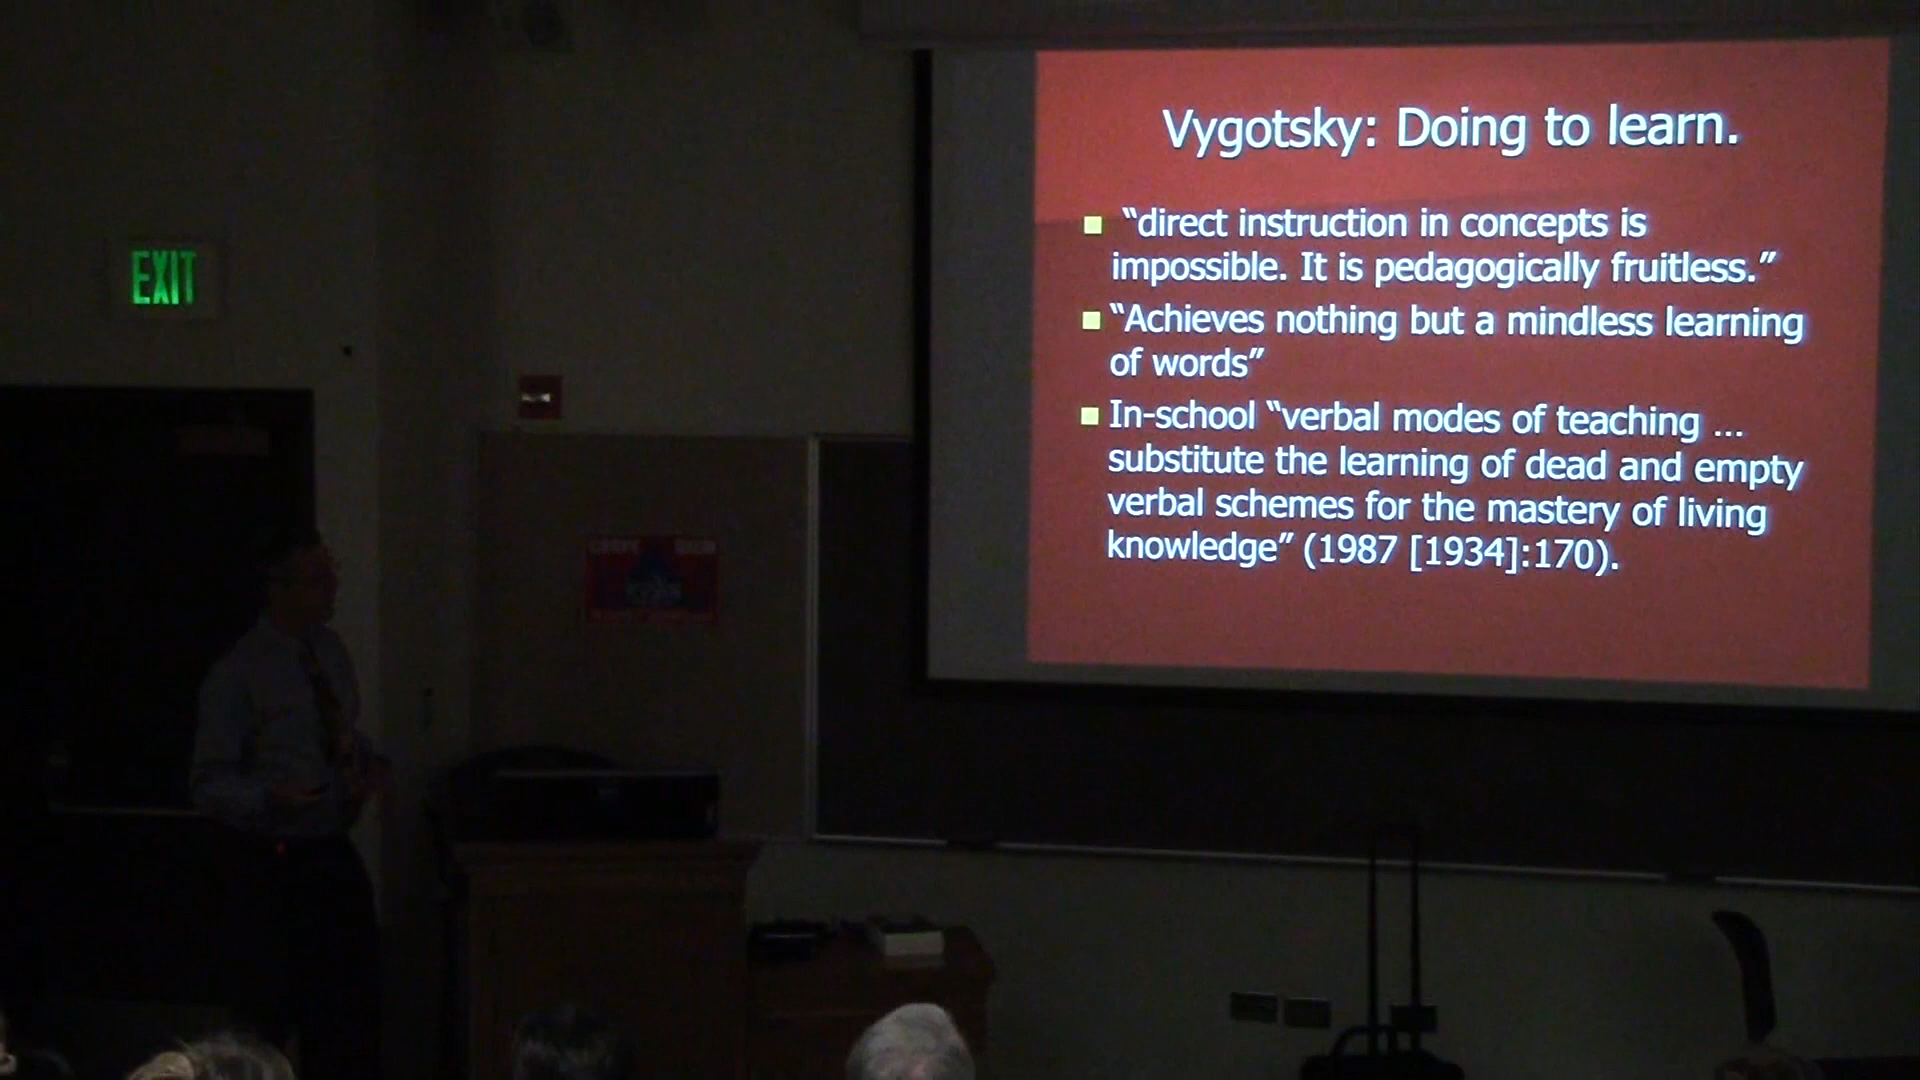 Vygotsky: Doing to learn.
“direct instruction in concepts is
impossible. It is pedagogically fruitless.”
“Achieves nothing but a mindless learning
of words”
In-school “verbal modes of teaching ...
substitute the learning of dead and empty
verbal schemes for the mastery of living
knowledge” (1987 [1934]:170).
EXIT